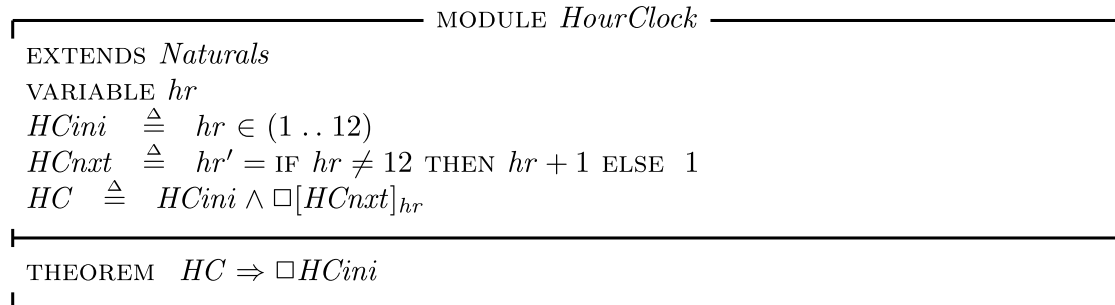 MODULE HourClock
EXTENDS Naturals
VARIABLE hr
HCini ≜ hr ∈ (1 . . 12)
HCnxt ≜ hr′ = IF hr ≠ 12 THEN hr + 1 ELSE 1
HC ≜ HCini ∧ □[HCnxt]ₕᵣ
THEOREM HC ⇒ □HCini